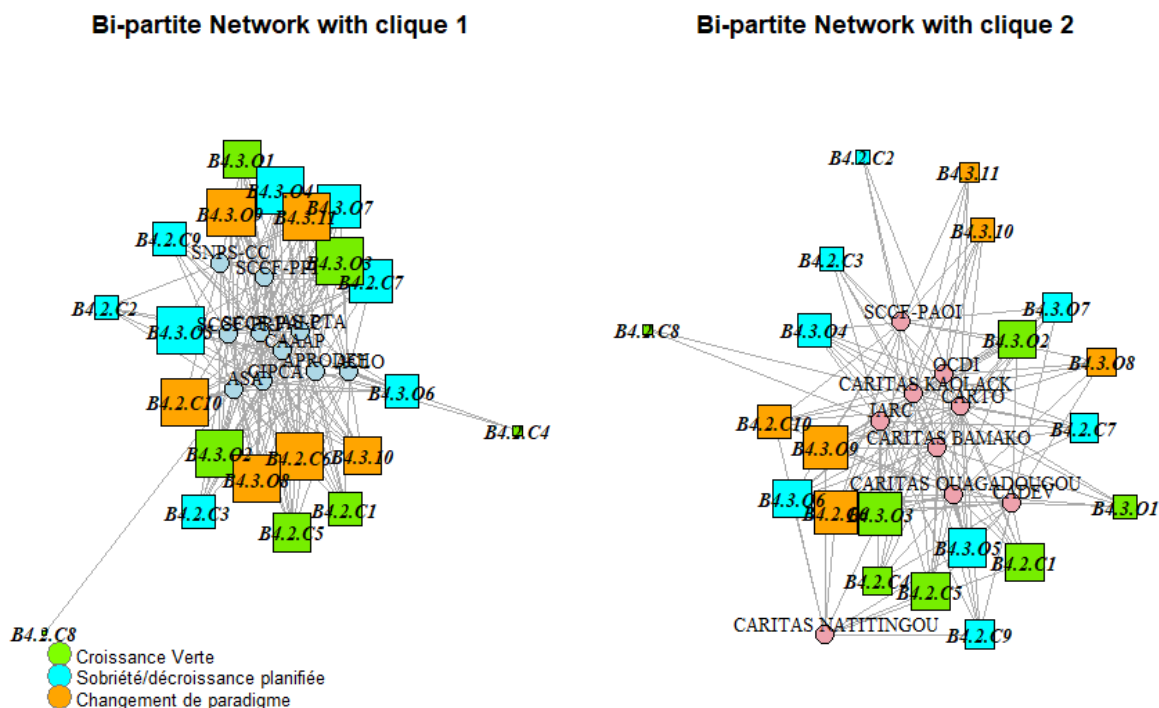 Bi-partite Network with clique 1
B4.3.O1
B4.3.O4
B4.3.O7
B4.3.O9
B4.3.11
B4.2.C9
SNPS-CC
B4.3.O3
B4.2.C7
B4.2.C2
B4.3.O5
CAAAP
GIPCA
ASA
B4.3.O6
B4.2.C10
B4.2.C4
B4.3.O2
B4.2.C6
B4.3.10
B4.3.O8
B4.2.C3
B4.2.C1
B4.2.C5
B4.2.C8
Croissance Verte
Sobriété/décroissance planifiée
Changement de paradigme
Bi-partite Network with clique 2
B4.2.C2
B4.3.11
B4.3.10
B4.2.C3
SCCF-PAOI
B4.3.O7
B4.2.C8
B4.3.O4
B4.3.O2
B4.3.O8
OCDI
CARITAS KAOLACK
CARTO
JARC
B4.2.C10
B4.2.C7
CARITAS BAMAKO
B4.3.O9
CARITAS OUAGADOUGOU
CADEV
B4.3.O6
B4.2.C6
B4.3.O3
B4.3.O1
B4.3.O5
B4.2.C1
B4.2.C4
B4.2.C5
CARITAS NATITINGOU
B4.2.C9